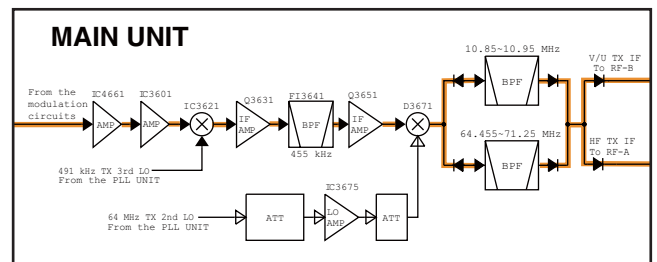 MAIN UNIT
10.85~10.95 MHz
V/U TX IF
To RF-B
From the
modulation
circuits
IC4661
IC3601
IC3621
Q3631
FI3641
Q3651
D3671
BPF
AMP
AMP
IF
AMP
BPF
IF
AMP
455 kHz
64.455~71.25 MHz
HF TX IF
To RF-A
BPF
491 kHz TX 3rd LO
From the PLL UNIT
IC3675
64 MHz TX 2nd LO
From the PLL UNIT
ATT
LO
AMP
ATT